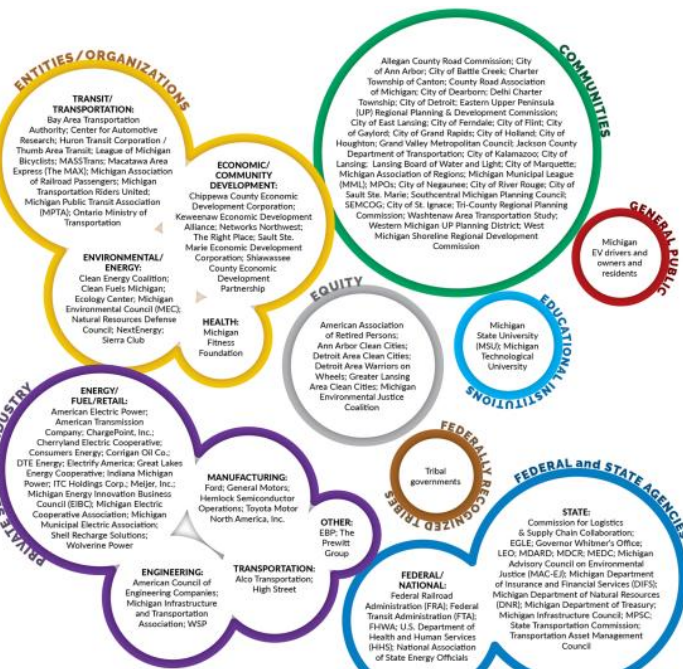 ENTITIES/ORGANIZATIONS
TRANSIT/
TRANSPORTATION:
Bay Area Transportation
Authority; Center for Automotive
Research; Huron Transit Corporation /
Thumb Area Transit; League of Michigan
Bicyclists; MASSTrans; Macatawa Area
Express (The MAX); Michigan Association
of Railroad Passengers; Michigan
Transportation Riders United;
Michigan Public Transit Association
(MPTA); Ontario Ministry of
Transportation
ECONOMIC/
COMMUNITY
DEVELOPMENT:
Chippewa County Economic
Development Corporation;
Keweenaw Economic Development
Alliance; Networks Northwest;
The Right Place; Sault Ste.
Marie Economic Development
Corporation; Shiawassee
County Economic
Development
Partnership
ENVIRONMENTAL/
ENERGY:
Clean Energy Coalition;
Clean Fuels Michigan;
Ecology Center; Michigan
Environmental Council (MEC);
Natural Resources Defense
Council; NextEnergy;
Sierra Club
HEALTH:
Michigan
Fitness
Foundation
COMMUNITIES
Allegan County Road Commission; City
of Ann Arbor; City of Battle Creek; Charter
Township of Canton; County Road Association
of Michigan; City of Dearborn; Delhi Charter
Township; City of Detroit; Eastern Upper Peninsula
(UP) Regional Planning & Development Commission;
City of East Lansing; City of Ferndale; City of Flint; City
of Gaylord; City of Grand Rapids; City of Holland; City of
Houghton; Grand Valley Metropolitan Council; Jackson County
Department of Transportation; City of Kalamazoo; City of
Lansing; Lansing Board of Water and Light; City of Marquette;
Michigan Association of Regions; Michigan Municipal League
(MML); MPOs; City of Negaunee; City of River Rouge; City of
Sault Ste. Marie; Southcentral Michigan Planning Council;
SEMCOG; City of St. Ignace; Tri-County Regional Planning
Commission; Washtenaw Area Transportation Study;
Western Michigan UP Planning District; West
Michigan Shoreline Regional Development
Commission
GENERAL PUBLIC
Michigan
EV drivers and
owners and
residents
EQUITY
American Association
of Retired Persons;
Ann Arbor Clean Cities;
Detroit Area Clean Cities;
Detroit Area Warriors on
Wheels; Greater Lansing
Area Clean Cities; Michigan
Environmental Justice
Coalition
EDUCATIONAL INSTITUTIONS
Michigan
State University
(MSU); Michigan
Technological
University
INDUSTRY
ENERGY/
FUEL/RETAIL:
American Electric Power;
American Transmission
Company; ChargePoint, Inc.;
Cherryland Electric Cooperative;
Consumers Energy; Corrigan Oil Co.;
DTE Energy; Electrify America; Great Lakes
Energy Cooperative; Indiana Michigan
Power; ITC Holdings Corp.; Meijer, Inc.;
Michigan Energy Innovation Business
Council (EIBC); Michigan Electric
Cooperative Association; Michigan
Municipal Electric Association;
Shell Recharge Solutions;
Wolverine Power
MANUFACTURING:
Ford; General Motors;
Hemlock Semiconductor
Operations; Toyota Motor
North America, Inc.
OTHER:
EBP; The
Prewitt
Group
ENGINEERING:
American Council of
Engineering Companies;
Michigan Infrastructure
and Transportation
Association; WSP
TRANSPORTATION:
Alco Transportation;
High Street
FEDERALLY RECOGNIZED TRIBES
Tribal
governments
FEDERAL and STATE AGENCIES
FEDERAL/
NATIONAL:
Federal Railroad
Administration (FRA); Federal
Transit Administration (FTA);
FHWA; U.S. Department of
Health and Human Services
(HHS); National Association
of State Energy Officials
STATE:
Commission for Logistics
& Supply Chain Collaboration;
EGLE; Governor Whitmer's Office;
LEO; MDARD; MDCR; MEDC; Michigan
Advisory Council on Environmental
Justice (MAC-EJ); Michigan Department
of Insurance and Financial Services (DIFS);
Michigan Department of Natural Resources
(DNR); Michigan Department of Treasury;
Michigan Infrastructure Council; MPSC;
State Transportation Commission;
Transportation Asset Management
Council